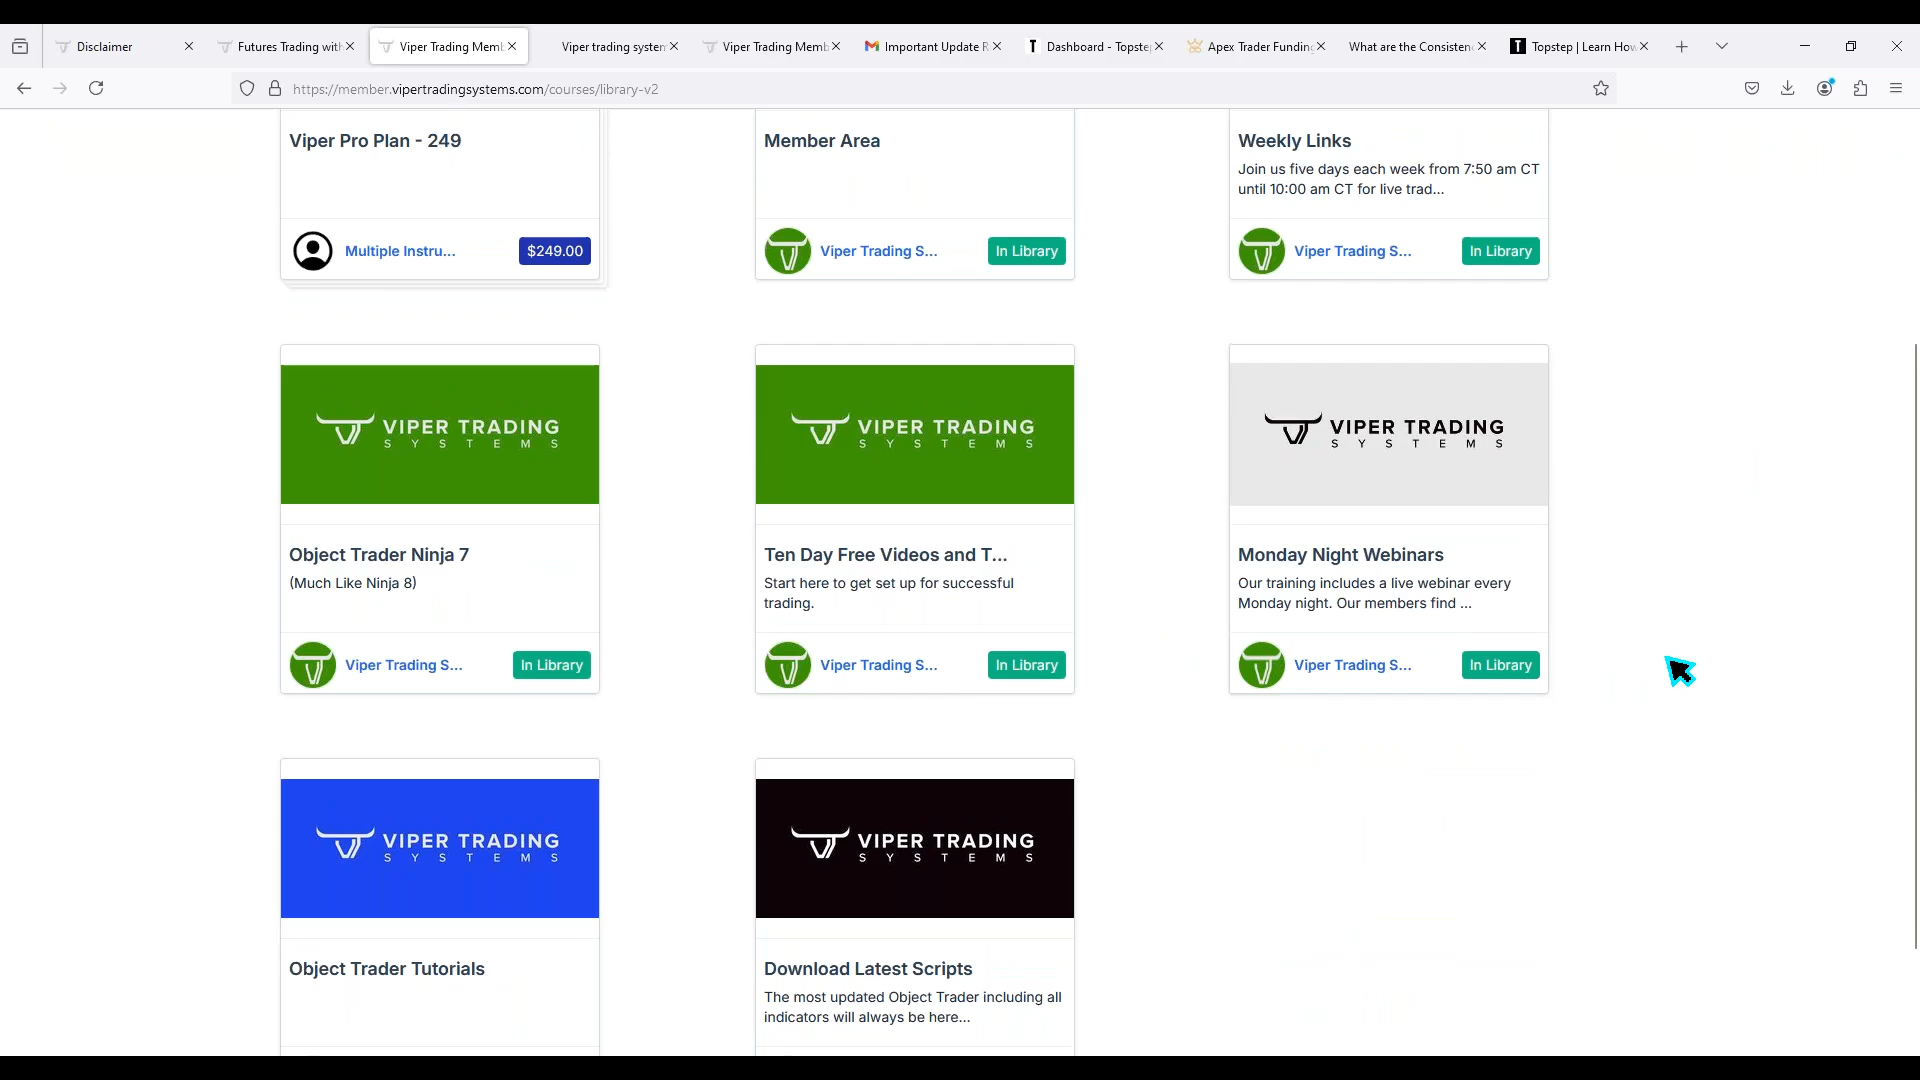 Disclaimer
Futures Trading with
Viper Trading Memb
Viper trading system
Viper Trading Memb
Important Update R
Dashboard - Topste
Apex Trader Funding
What are the Consisten
Topstep | Learn How
https://member.vipertradingsystems.com/courses/library-v2
Viper Pro Plan - 249
Multiple Instru...
$249.00
Member Area
Viper Trading S...
In Library
Weekly Links
Join us five days each week from 7:50 am CT
until 10:00 am CT for live trad...
Viper Trading S...
In Library
VIPER TRADING
SYSTEMS
Object Trader Ninja 7
(Much Like Ninja 8)
Viper Trading S...
In Library
VIPER TRADING
SYSTEMS
Ten Day Free Videos and T...
Start here to get set up for successful
trading.
Viper Trading S...
In Library
VIPER TRADING
SYSTEMS
Monday Night Webinars
Our training includes a live webinar every
Monday night. Our members find ...
Viper Trading S...
In Library
VIPER TRADING
SYSTEMS
Object Trader Tutorials
VIPER TRADING
SYSTEMS
Download Latest Scripts
The most updated Object Trader including all
indicators will always be here...